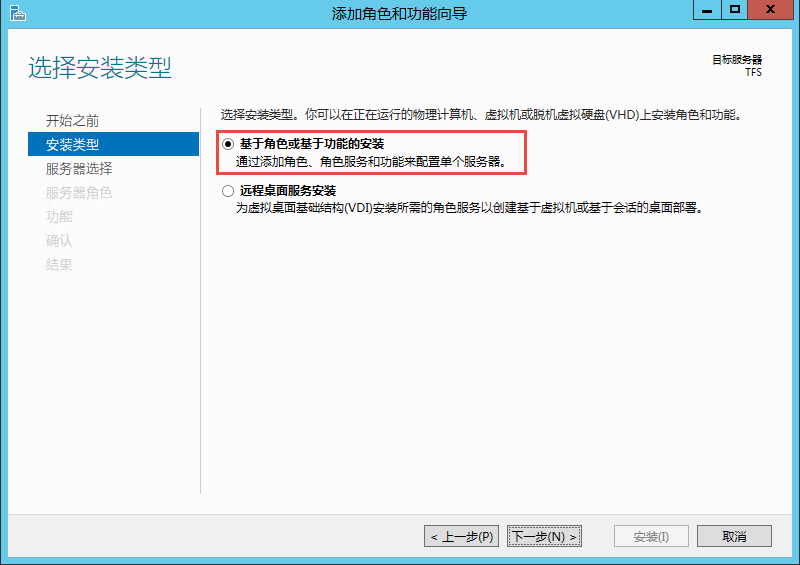 添加角色和功能向导
选择安装类型
目标服务器
TFS
开始之前
安装类型
服务器选择
服务器角色
功能
确认
结果
选择安装类型。你可以在正在运行的物理计算机、虚拟机或脱机虚拟硬盘(VHD)上安装角色和功能。
基于角色或基于功能的安装
通过添加角色、角色服务和功能来配置单个服务器。
远程桌面服务安装
为虚拟桌面基础结构(VDI)安装所需的角色服务以创建基于虚拟机或基于会话的桌面部署。
< 上一步(P)
下一步(N) >
安装(I)
取消